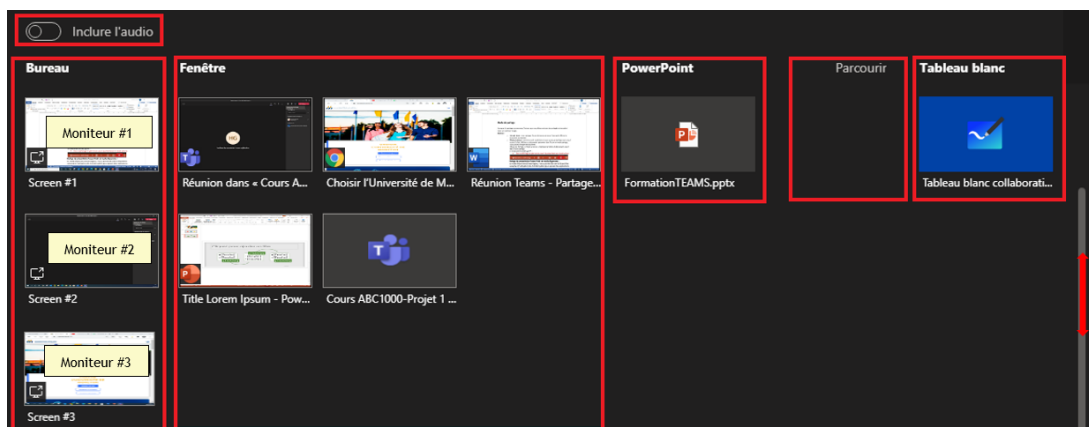 Inclure l'audio
Bureau
Fenêtre
PowerPoint
Parcourir
Tableau blanc
Moniteur #1
Screen #1
Réunion dans « Cours A...
Choisir l'Université de M...
Réunion Teams - Partage...
FormationTEAMS.pptx
Tableau blanc collaborati...
Moniteur #2
Screen #2
Title Lorem Ipsum - Pow...
Cours ABC1000-Projet 1 ...
Moniteur #3
Screen #3